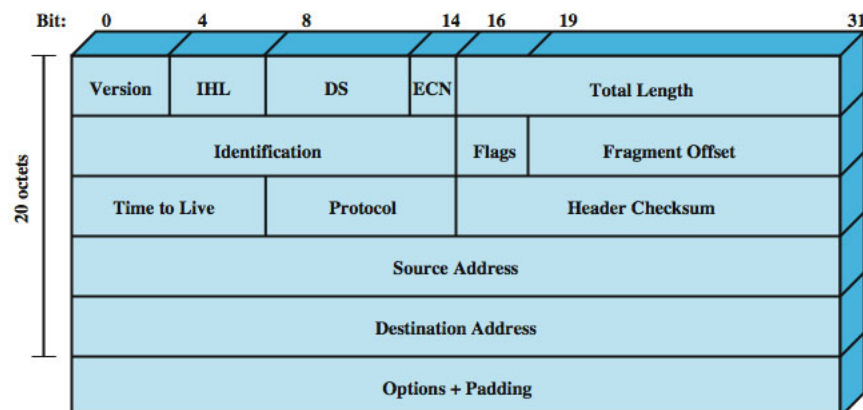 Bit: 0 4 8 14 16 19 31
Version IHL DS ECN Total Length
Identification Flags Fragment Offset
Time to Live Protocol Header Checksum
Source Address
Destination Address
Options + Padding
20 octets